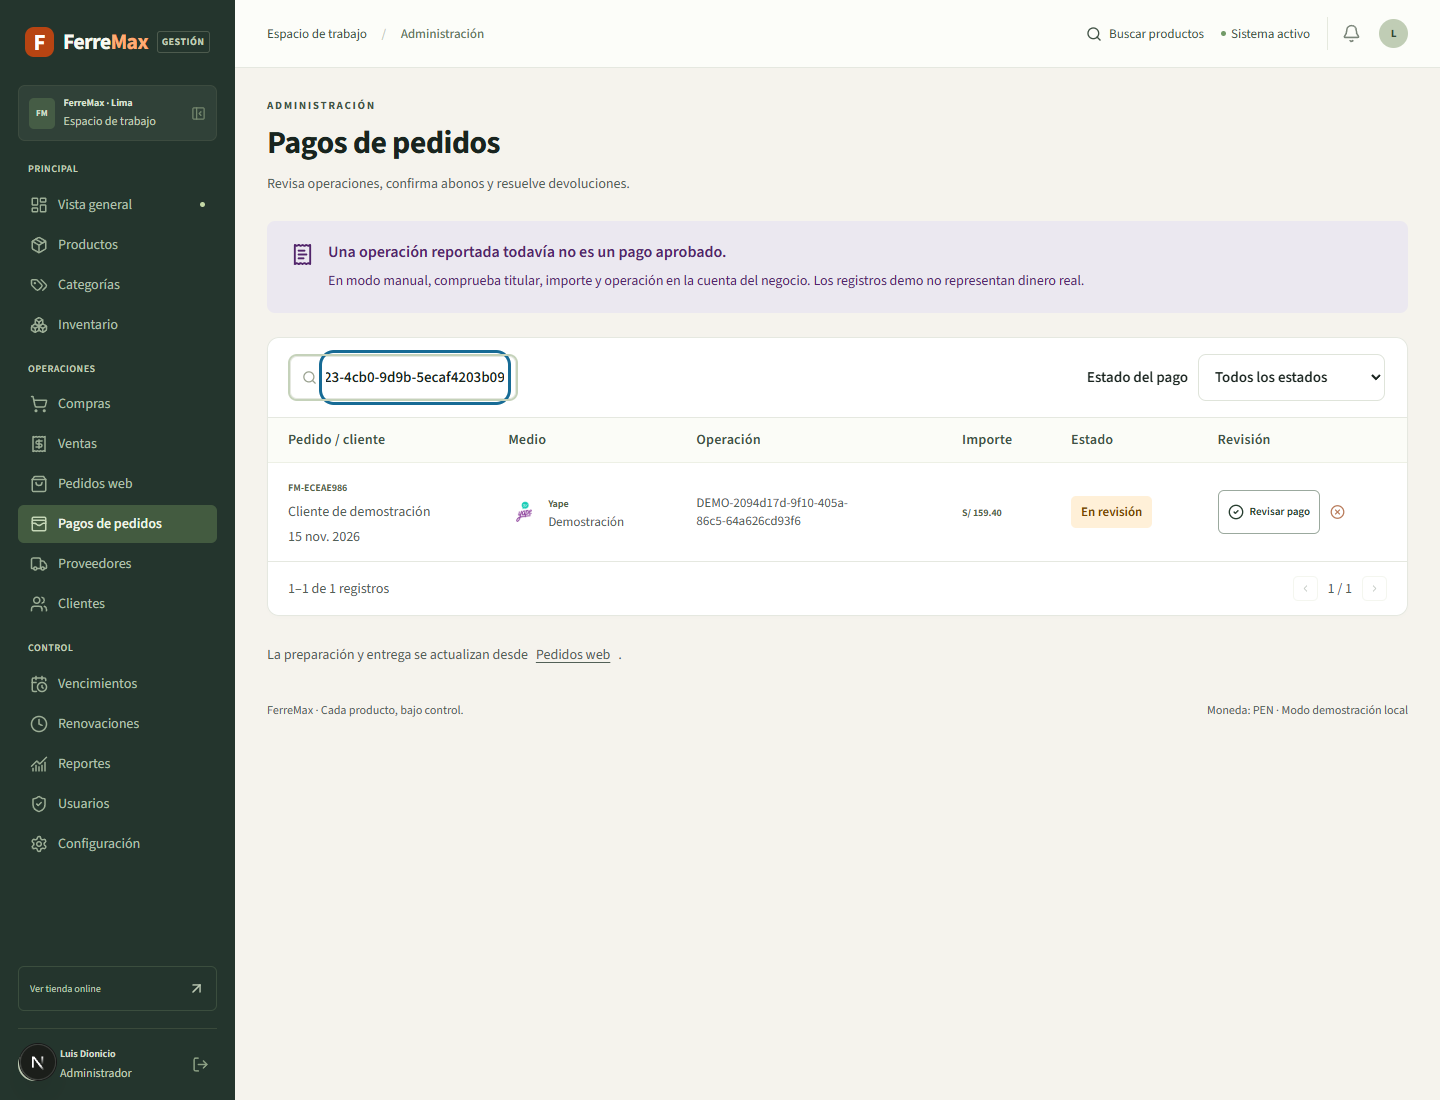 F FerreMax GESTIÓN
FM
FerreMax · Lima
Espacio de trabajo
PRINCIPAL
Vista general
Productos
Categorías
Inventario
OPERACIONES
Compras
Ventas
Pedidos web
Pagos de pedidos
Proveedores
Clientes
CONTROL
Vencimientos
Renovaciones
Reportes
Usuarios
Configuración
Ver tienda online
N
Luis Dionicio
Administrador
Espacio de trabajo / Administración
Buscar productos
Sistema activo
L
ADMINISTRACIÓN
Pagos de pedidos
Revisa operaciones, confirma abonos y resuelve devoluciones.
Una operación reportada todavía no es un pago aprobado.
En modo manual, comprueba titular, importe y operación en la cuenta del negocio. Los registros demo no representan dinero real.
23-4cb0-9d9b-5ecaf4203b09
Estado del pago Todos los estados
Pedido / cliente Medio Operación Importe Estado Revisión
FM-ECEAE986
Cliente de demostración
15 nov. 2026
yape
Yape
Demostración
DEMO-2094d17d-9f10-405a-
86c5-64a626cd93f6
S/ 159.40
En revisión
Revisar pago
1–1 de 1 registros
1 / 1
La preparación y entrega se actualizan desde Pedidos web .
FerreMax · Cada producto, bajo control.
Moneda: PEN · Modo demostración local